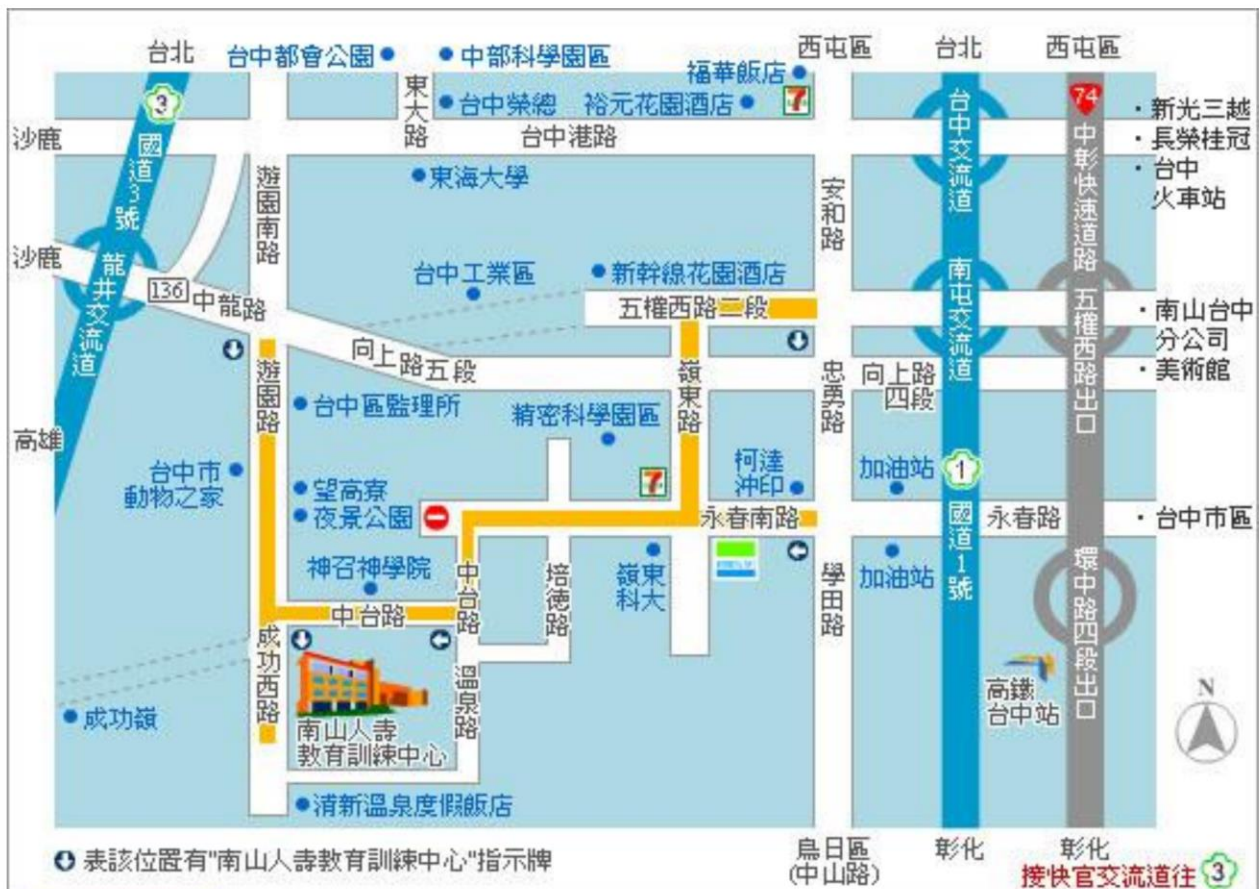 台北
台中都會公園
中部科學園區
西屯區
台北
西屯區
福華飯店
3
東大路
台中榮總
裕元花園酒店
7
74
新光三越
沙鹿
國道3號
台中港路
台中交流道
中彰快速道路
長榮桂冠
東海大學
台中
火車站
遊園南路
安和路
沙鹿
龍井交流道
台中工業區
新幹線花園酒店
南屯交流道
136
中龍路
五權西路二段
五權西路出口
南山台中
分公司
向上路五段
向上路
四段
美術館
遊園路
嶺東路
忠勇路
台中區監理所
精密科學園區
高雄
台中市
動物之家
望高寮
夜景公園
7
柯達
沖印
加油站
1
永春南路
永春路
台中市區
神召神學院
中台路
培德路
嶺東
科大
學田路
加油站
國道1號
環中路四段出口
中台路
成功西路
溫泉路
成功嶺
南山人壽
教育訓練中心
高鐵
台中站
N
清新溫泉度假飯店
表該位置有"南山人壽教育訓練中心"指示牌
烏日區
(中山路)
彰化
彰化
接快官交流道往 3